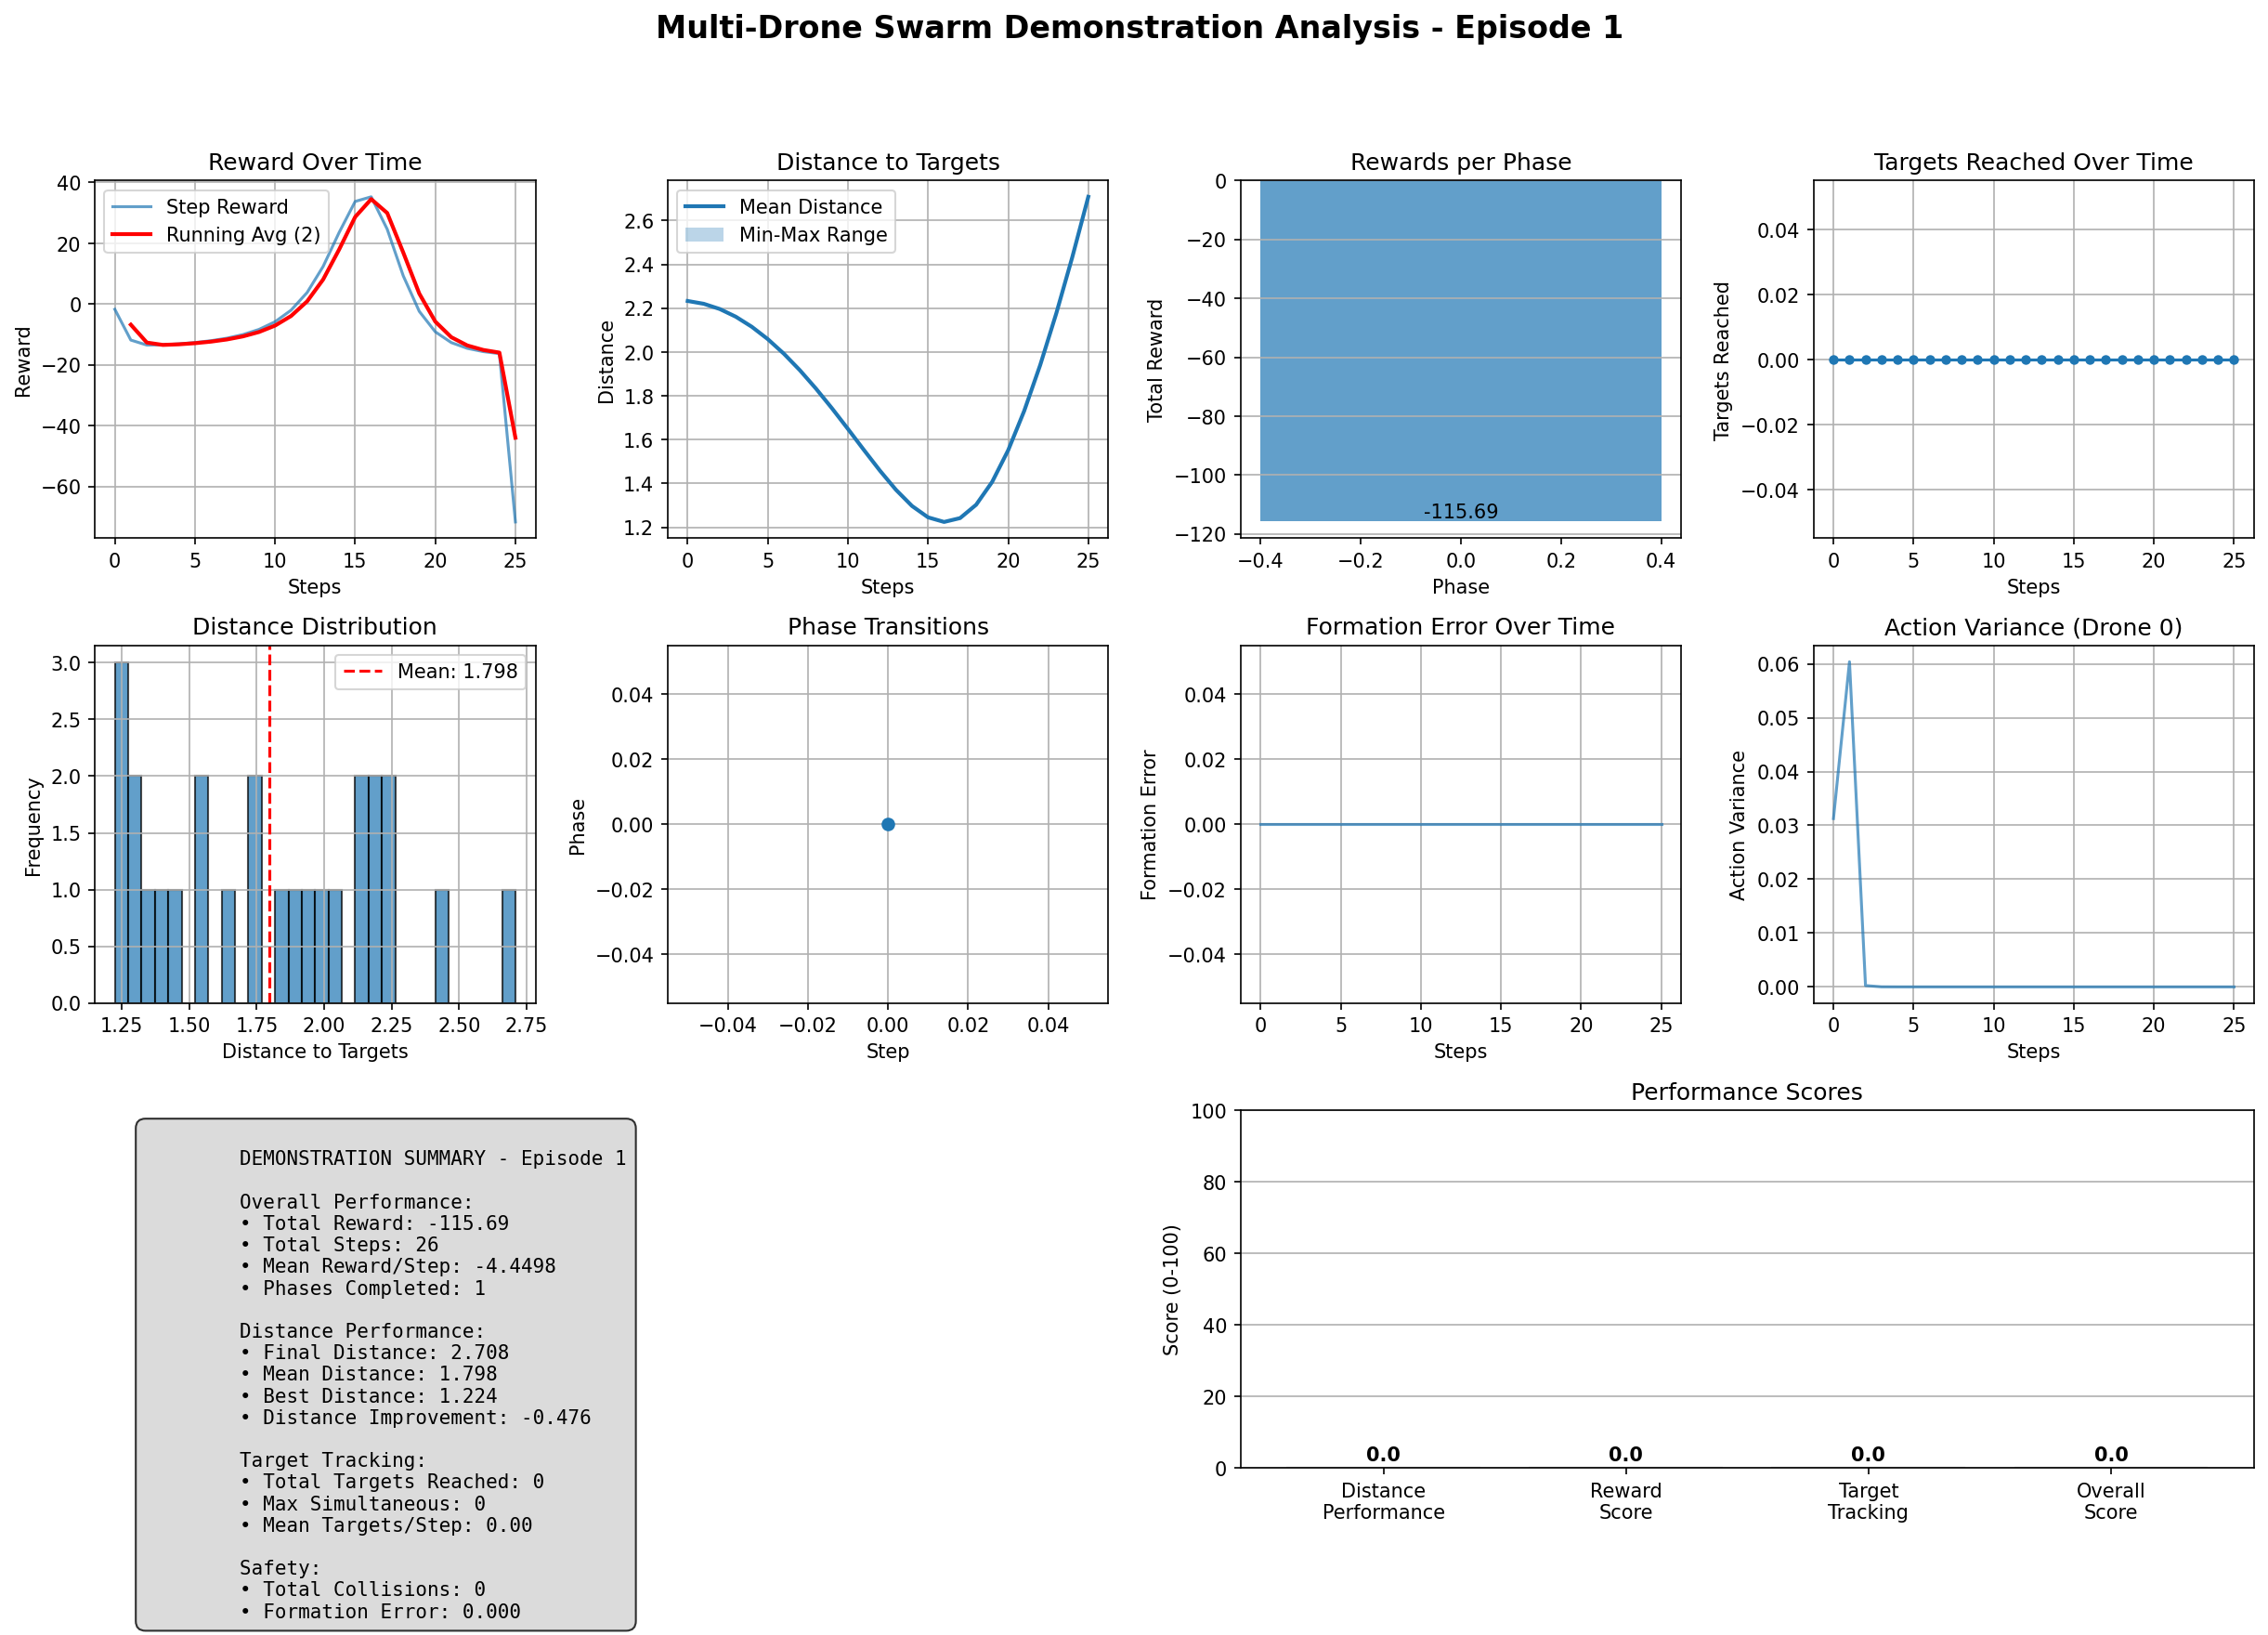 Multi-Drone Swarm Demonstration Analysis - Episode 1
Reward Over Time
40
20
0
−20
−40
−60
Reward
Step Reward
Running Avg (2)
0 5 10 15 20 25
Steps
Distance to Targets
2.6
2.4
2.2
2.0
1.8
1.6
1.4
1.2
Distance
Mean Distance
Min-Max Range
0 5 10 15 20 25
Steps
Rewards per Phase
0
−20
−40
−60
−80
−100
−120
Total Reward
-115.69
−0.4 −0.2 0.0 0.2 0.4
Phase
Targets Reached Over Time
0.04
0.02
0.00
−0.02
−0.04
Targets Reached
0 5 10 15 20 25
Steps
Distance Distribution
3.0
2.5
2.0
1.5
1.0
0.5
0.0
Frequency
Mean: 1.798
1.25 1.50 1.75 2.00 2.25 2.50 2.75
Distance to Targets
Phase Transitions
0.04
0.02
0.00
−0.02
−0.04
Phase
−0.04 −0.02 0.00 0.02 0.04
Step
Formation Error Over Time
0.04
0.02
0.00
−0.02
−0.04
Formation Error
0 5 10 15 20 25
Steps
Action Variance (Drone 0)
0.06
0.05
0.04
0.03
0.02
0.01
0.00
Action Variance
0 5 10 15 20 25
Steps
DEMONSTRATION SUMMARY - Episode 1
Overall Performance:
• Total Reward: -115.69
• Total Steps: 26
• Mean Reward/Step: -4.4498
• Phases Completed: 1
Distance Performance:
• Final Distance: 2.708
• Mean Distance: 1.798
• Best Distance: 1.224
• Distance Improvement: -0.476
Target Tracking:
• Total Targets Reached: 0
• Max Simultaneous: 0
• Mean Targets/Step: 0.00
Safety:
• Total Collisions: 0
• Formation Error: 0.000
Performance Scores
100
80
60
40
20
0
Score (0-100)
0.0 0.0 0.0 0.0
Distance
Performance
Reward
Score
Target
Tracking
Overall
Score